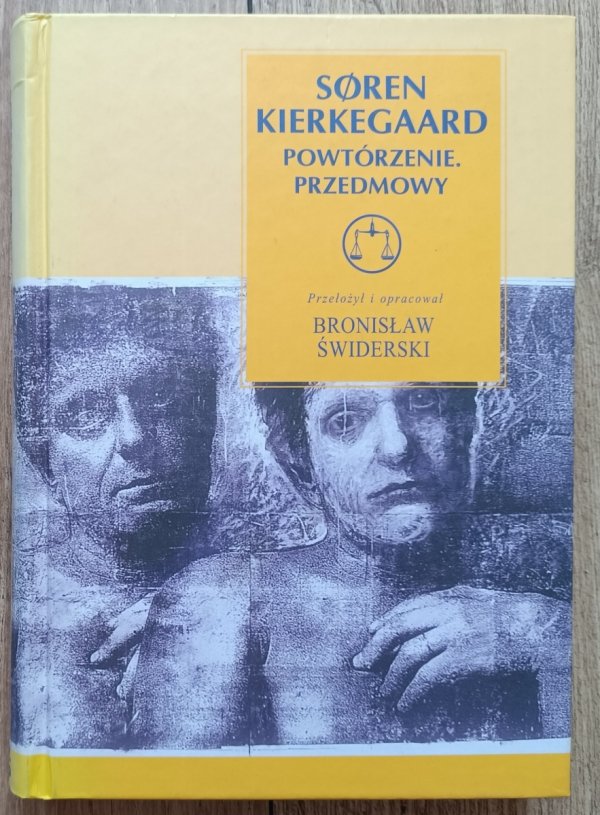 SØREN
KIERKEGAARD
POWTÓRZENIE.
PRZEDMOWY
Przełożył i opracował
BRONISŁAW
ŚWIDERSKI